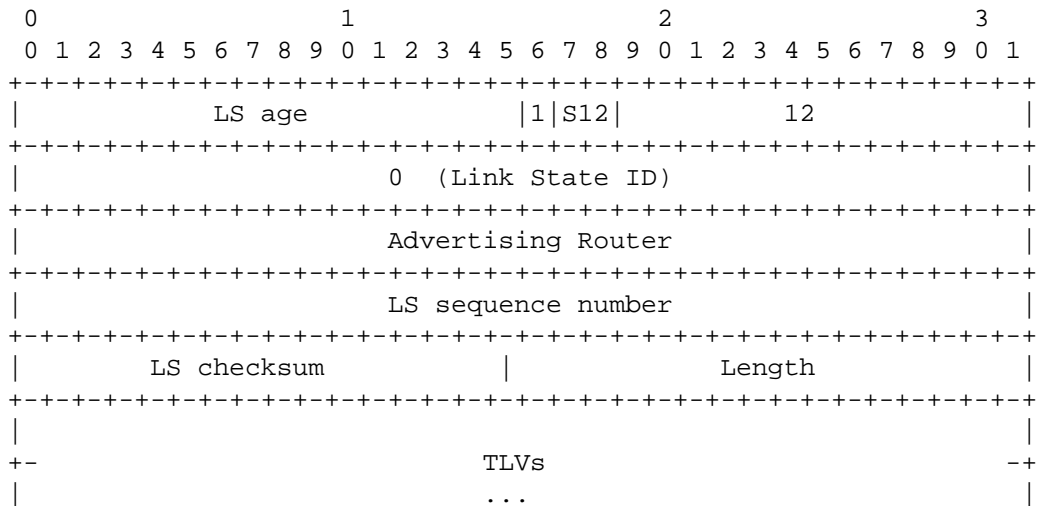 0                   1                   2                   3
 0 1 2 3 4 5 6 7 8 9 0 1 2 3 4 5 6 7 8 9 0 1 2 3 4 5 6 7 8 9 0 1
+-+-+-+-+-+-+-+-+-+-+-+-+-+-+-+-+-+-+-+-+-+-+-+-+-+-+-+-+-+-+-+-+
|            LS age             |1|S12|          12             |
+-+-+-+-+-+-+-+-+-+-+-+-+-+-+-+-+-+-+-+-+-+-+-+-+-+-+-+-+-+-+-+-+
|                       0  (Link State ID)                      |
+-+-+-+-+-+-+-+-+-+-+-+-+-+-+-+-+-+-+-+-+-+-+-+-+-+-+-+-+-+-+-+-+
|                       Advertising Router                      |
+-+-+-+-+-+-+-+-+-+-+-+-+-+-+-+-+-+-+-+-+-+-+-+-+-+-+-+-+-+-+-+-+
|                       LS sequence number                      |
+-+-+-+-+-+-+-+-+-+-+-+-+-+-+-+-+-+-+-+-+-+-+-+-+-+-+-+-+-+-+-+-+
|        LS checksum           |             Length             |
+-+-+-+-+-+-+-+-+-+-+-+-+-+-+-+-+-+-+-+-+-+-+-+-+-+-+-+-+-+-+-+-+
|                                                               |
+-                            TLVs                             -+
|                             ...                               |